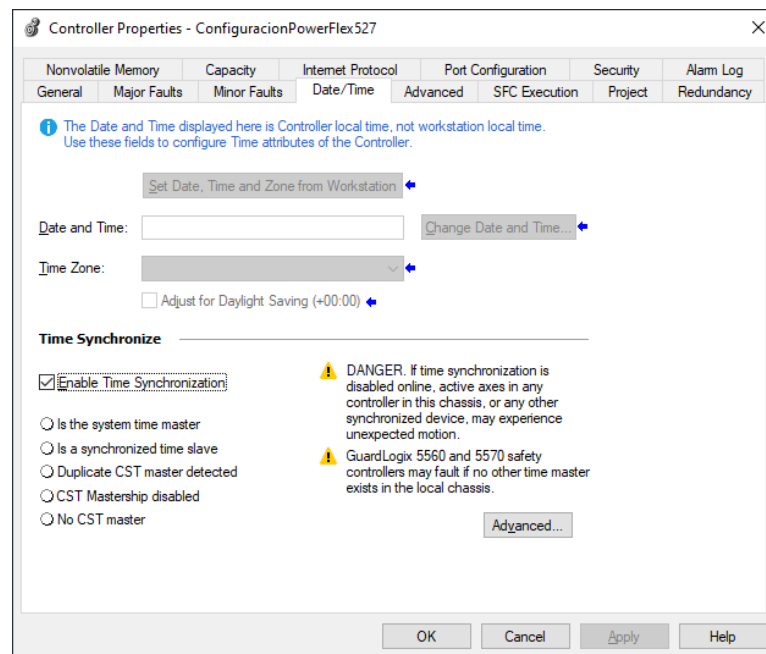 Controller Properties - ConfiguracionPowerFlex527
Nonvolatile Memory Capacity Internet Protocol Port Configuration Security Alarm Log
General Major Faults Minor Faults Date/Time Advanced SFC Execution Project Redundancy
The Date and Time displayed here is Controller local time, not workstation local time.
Use these fields to configure Time attributes of the Controller.
Set Date, Time and Zone from Workstation
Date and Time:
Change Date and Time...
Time Zone:
Adjust for Daylight Saving (+00:00)
Time Synchronize
Enable Time Synchronization
Is the system time master
Is a synchronized time slave
Duplicate CST master detected
CST Mastership disabled
No CST master
DANGER. If time synchronization is
disabled online, active axes in any
controller in this chassis, or any other
synchronized device, may experience
unexpected motion.
GuardLogix 5560 and 5570 safety
controllers may fault if no other time master
exists in the local chassis.
Advanced...
OK Cancel Apply Help